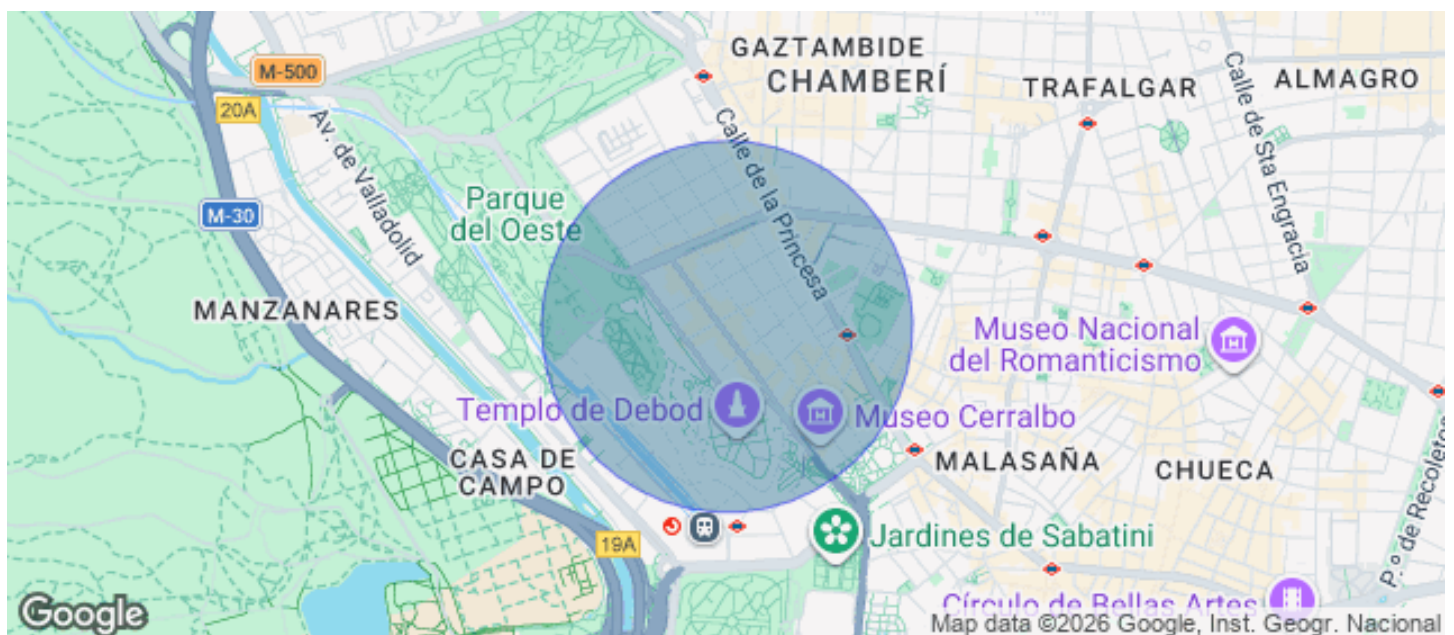 GAZTAMBIDE
CHAMBERÍ
TRAFALGAR
ALMAGRO
M-500
20A
Av. de Valladolid
Calle de la Princesa
Calle de Sta Engracia
Parque
del Oeste
M-30
MANZANARES
Museo Nacional
del Romanticismo
Templo de Debod
Museo Cerralbo
CASA DE
CAMPO
MALASAÑA
CHUECA
P.º de Recoletos
19A
Jardines de Sabatini
Círculo de Bellas Artes
Google
Map data ©2026 Google, Inst. Geogr. Nacional